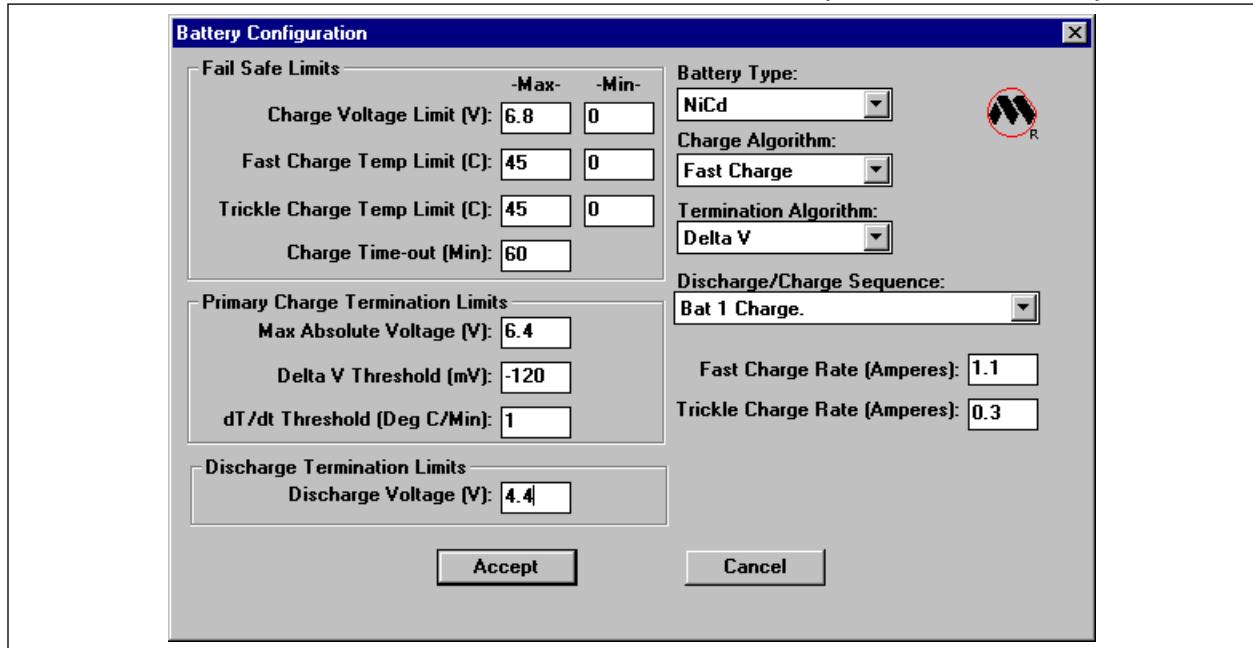 Battery Configuration
Fail Safe Limits
-Max- -Min-
Charge Voltage Limit (V): 6.8 0
Fast Charge Temp Limit (C): 45 0
Trickle Charge Temp Limit (C): 45 0
Charge Time-out (Min): 60
Primary Charge Termination Limits
Max Absolute Voltage (V): 6.4
Delta V Threshold (mV): -120
dT/dt Threshold (Deg C/Min): 1
Discharge Termination Limits
Discharge Voltage (V): 4.4
Battery Type:
NiCd
Charge Algorithm:
Fast Charge
Termination Algorithm:
Delta V
Discharge/Charge Sequence:
Bat 1 Charge.
Fast Charge Rate (Amperes): 1.1
Trickle Charge Rate (Amperes): 0.3
R
Accept
Cancel